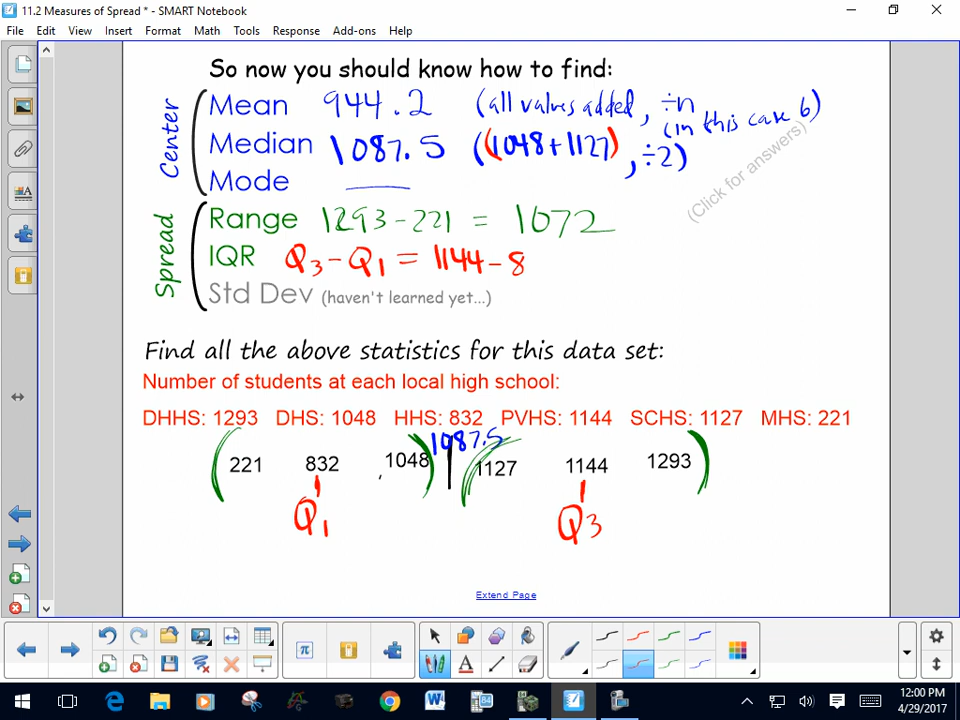 11.2 Measures of Spread * - SMART Notebook
File Edit View Insert Format Math Tools Response Add-ons Help
So now you should know how to find:
Center
Mean 944.2 (all values added, ÷n
(in this case 6)
Median 1087.5 ((1048+1127), ÷2)
Mode
(Click for answers)
Spread
Range 1293-221 = 1072
IQR Q3 - Q1 = 1144 - 8
Std Dev (haven't learned yet...)
Find all the above statistics for this data set:
Number of students at each local high school:
DHHS: 1293 DHS: 1048 HHS: 832 PVHS: 1144 SCHS: 1127 MHS: 221
1087.5
(221 832 1048) | (1127 1144 1293)
Q1 Q3
Extend Page
12:00 PM
4/29/2017